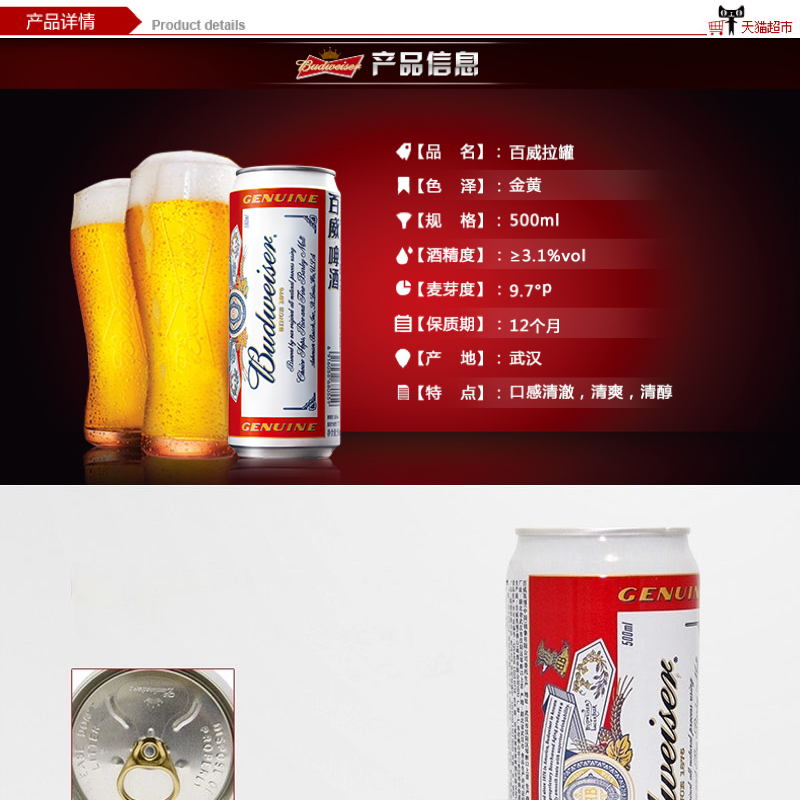 产品详情
Product details
天猫超市
Budweiser 产品信息
【品 名】: 百威拉罐
【色 泽】: 金黄
【规 格】: 500ml
【酒精度】: ≥3.1%vol
【麦芽度】: 9.7°P
【保质期】: 12个月
【产 地】: 武汉
【特 点】: 口感清澈，清爽，清醇
GENUINE
百威啤酒
Budweiser
GENUINE
GENUIN
500ml
weiser